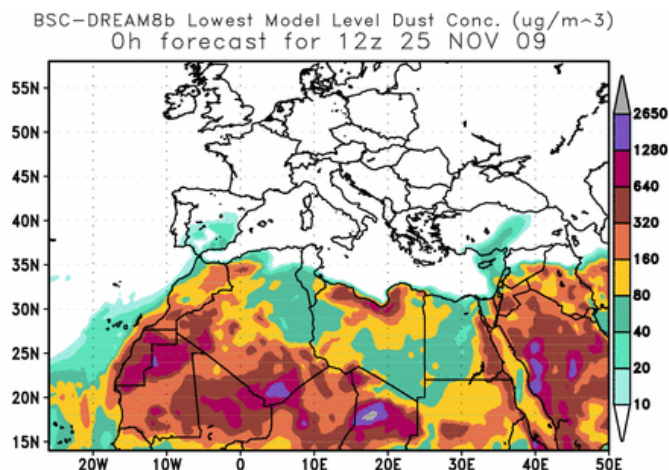 BSC-DREAM8b Lowest Model Level Dust Conc. (ug/m^3)
0h forecast for 12z 25 NOV 09
55N
50N
45N
40N
35N
30N
25N
20N
15N
20W 10W 0 10E 20E 30E 40E 50E
2650
1280
640
320
160
80
40
20
10